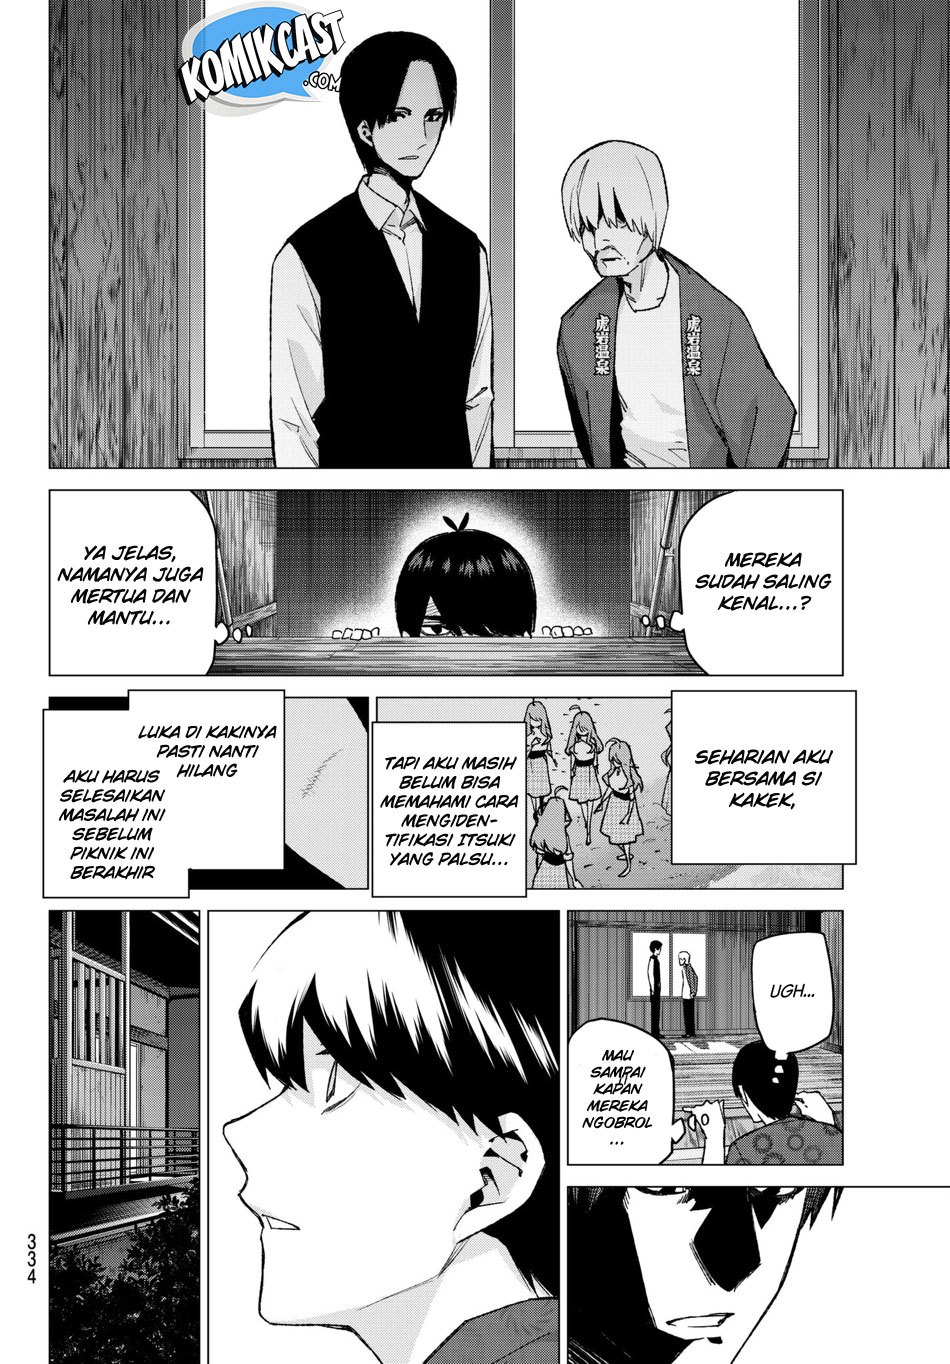 KOMIKCAST
.COM
虎岩温泉
虎岩温泉
MEREKA
SUDAH SALING
KENAL...?
YA JELAS,
NAMANYA JUGA
MERTUA DAN
MANTU...
SEHARIAN AKU
BERSAMA SI
KAKEK,
TAPI AKU MASIH
BELUM BISA
MEMAHAMI CARA
MENGIDEN-
TIFIKASI ITSUKI
YANG PALSU...
LUKA DI KAKINYA
PASTI NANTI
HILANG
AKU HARUS
SELESAIKAN
MASALAH INI
SEBELUM
PIKNIK INI
BERAKHIR
UGH...
MAU
SAMPAI
KAPAN
MEREKA
NGOBROL
...
334